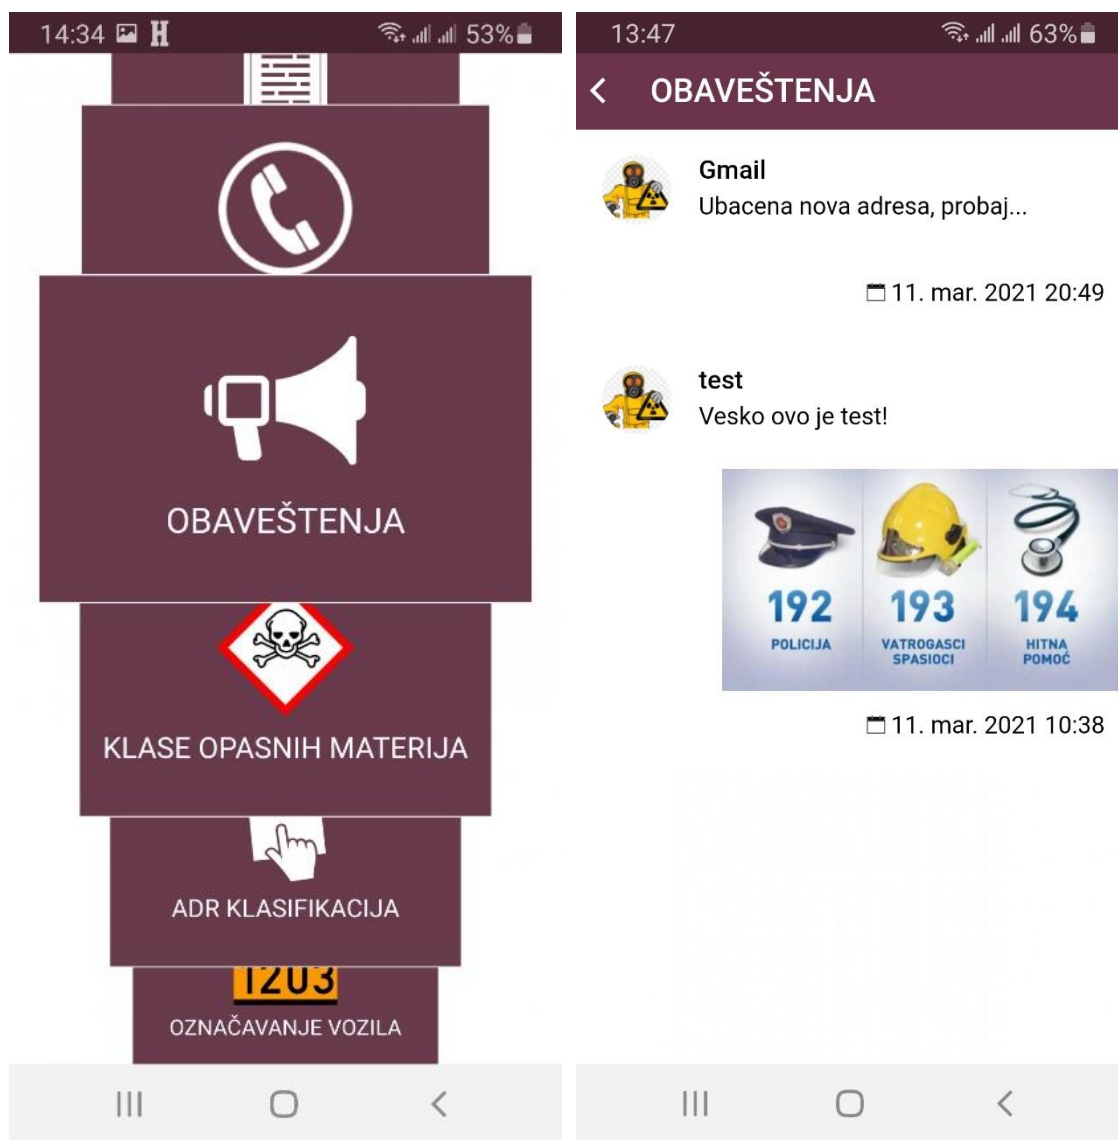 14:34
H
53%
OBAVEŠTENJA
KLASE OPASNIH MATERIJA
ADR KLASIFIKACIJA
1203
OZNAČAVANJE VOZILA
13:47
63%
OBAVEŠTENJA
Gmail
Ubacena nova adresa, probaj...
11. mar. 2021 20:49
test
Vesko ovo je test!
192
POLICIJA
193
VATROGASCI
SPASIOCI
194
HITNA
POMOĆ
11. mar. 2021 10:38